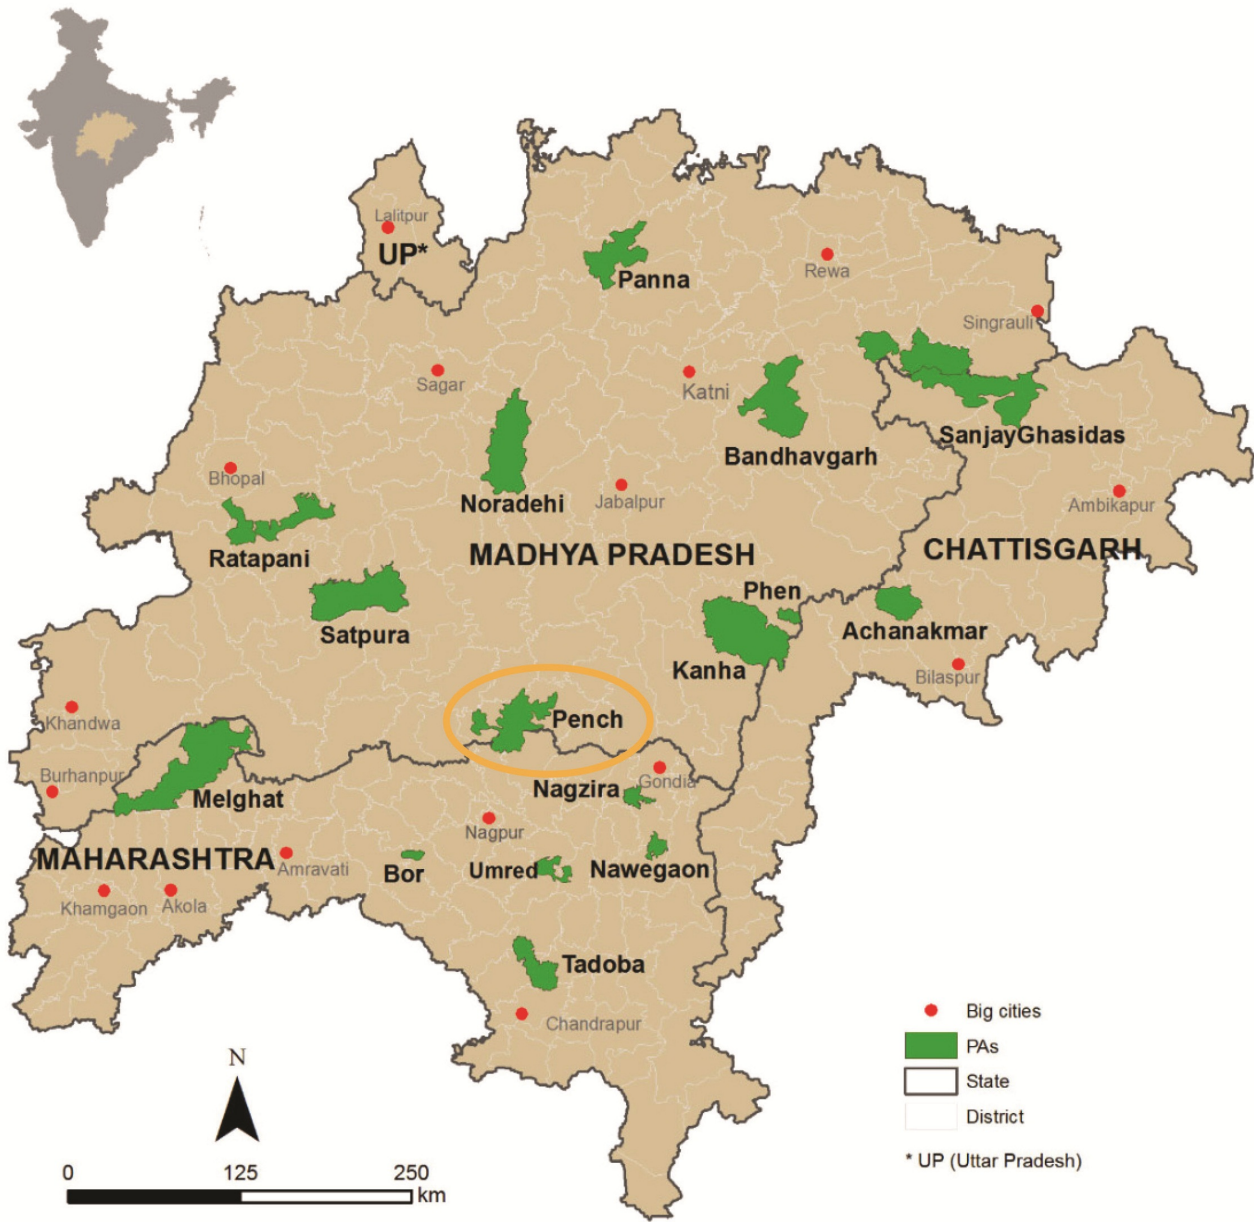 Lalitpur
UP*
Panna
Rewa
Singrauli
Sagar
Katni
SanjayGhasidas
Bandhavgarh
Bhopal
Noradehi
Jabalpur
Ambikapur
Ratapani
MADHYA PRADESH
CHATTISGARH
Phen
Satpura
Achanakmar
Kanha
Bilaspur
Khandwa
Pench
Burhanpur
Melghat
Nagzira
Gondia
Nagpur
MAHARASHTRA
Amravati
Bor
Umred
Nawegaon
Khamgaon
Akola
Tadoba
Chandrapur
Big cities
PAs
State
District
* UP (Uttar Pradesh)
N
0 125 250
km